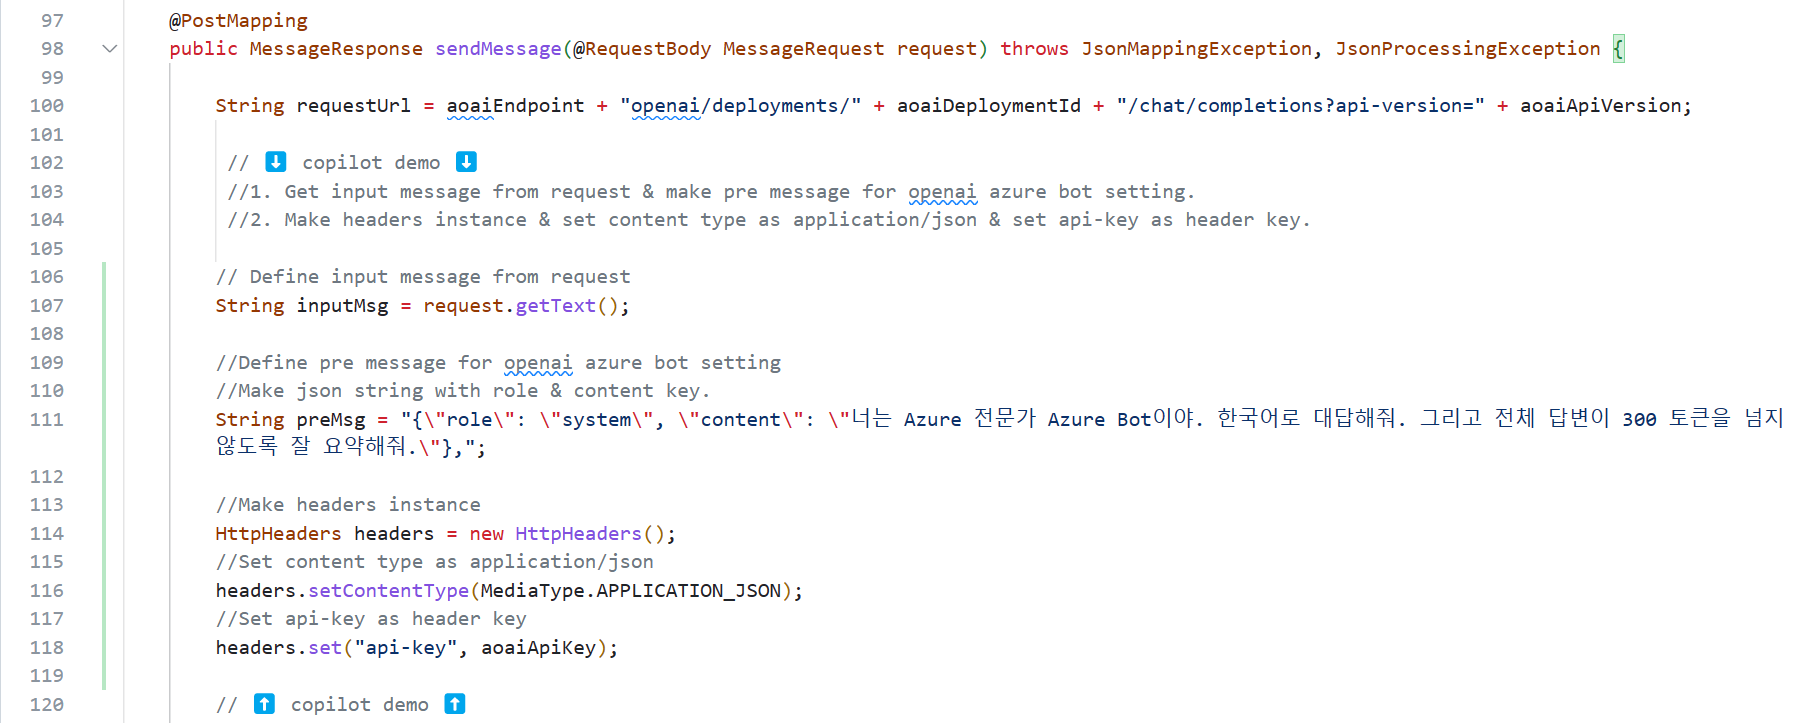 97 @PostMapping
98 public MessageResponse sendMessage(@RequestBody MessageRequest request) throws JsonMappingException, JsonProcessingException {
99
100 String requestUrl = aoaiEndpoint + "openai/deployments/" + aoaiDeploymentId + "/chat/completions?api-version=" + aoaiApiVersion;
101
102 // ⬇️ copilot demo ⬇️
103 //1. Get input message from request & make pre message for openai azure bot setting.
104 //2. Make headers instance & set content type as application/json & set api-key as header key.
105
106 // Define input message from request
107 String inputMsg = request.getText();
108
109 //Define pre message for openai azure bot setting
110 //Make json string with role & content key.
111 String preMsg = "{\"role\": \"system\", \"content\": \"너는 Azure 전문가 Azure Bot이야. 한국어로 대답해줘. 그리고 전체 답변이 300 토큰을 넘지
않도록 잘 요약해줘.\"},";
112
113 //Make headers instance
114 HttpHeaders headers = new HttpHeaders();
115 //Set content type as application/json
116 headers.setContentType(MediaType.APPLICATION_JSON);
117 //Set api-key as header key
118 headers.set("api-key", aoaiApiKey);
119
120 // ⬆️ copilot demo ⬆️